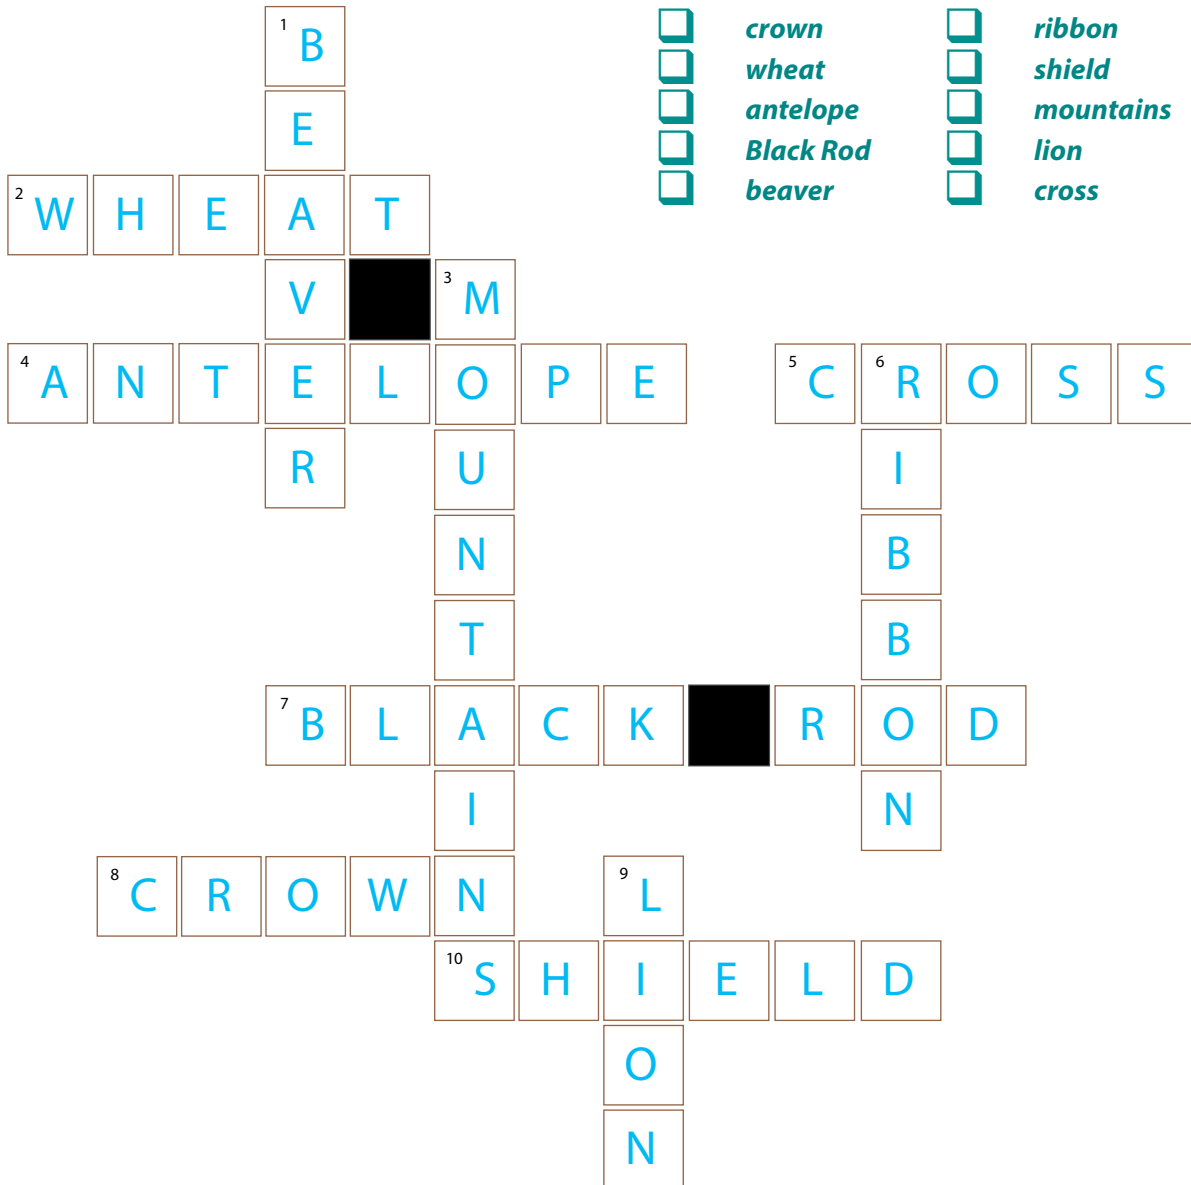 1 B crown ribbon
E wheat shield
antelope mountains
Black Rod lion
2 W H E A T beaver cross
V 3 M
4 A N T E L O P E 5 C 6 R O S S
R U I
N B
T B
7 B L A C K R O D
I N
8 C R O W N 9 L
10 S H I E L D
O
N